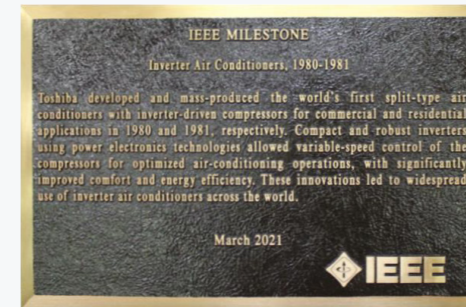 IEEE MILESTONE
Inverter Air Conditioners, 1980-1981
Toshiba developed and mass-produced the world's first split-type air
conditioners with inverter-driven compressors for commercial and residential
applications in 1980 and 1981, respectively. Compact and robust inverters
using power electronics technologies allowed variable-speed control of the
compressors for optimized air-conditioning operations, with significantly
improved comfort and energy efficiency. These innovations led to widespread
use of inverter air conditioners across the world.
March 2021
IEEE